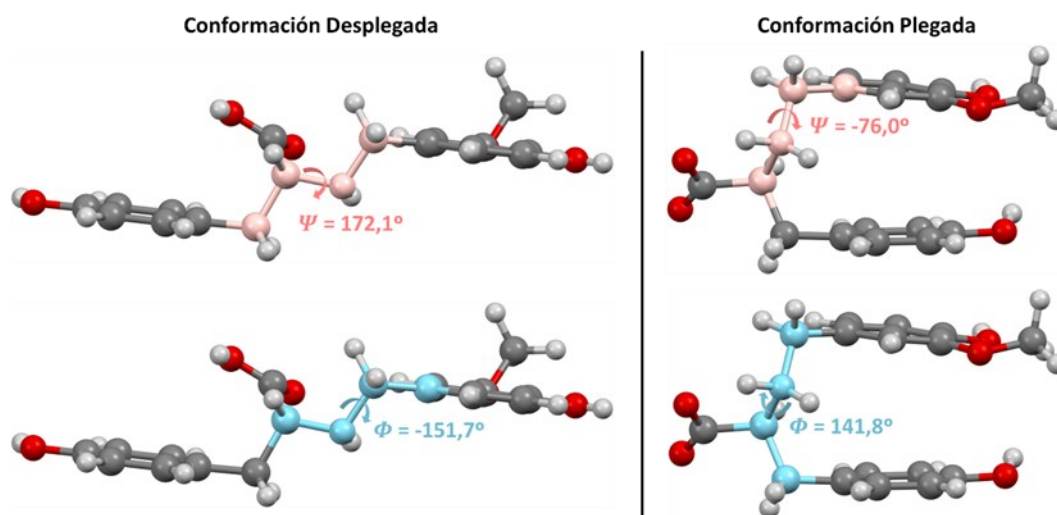 Conformación Desplegada
Conformación Plegada
Ψ = 172,1º
Ψ = -76,0º
Φ = -151,7º
Φ = 141,8º